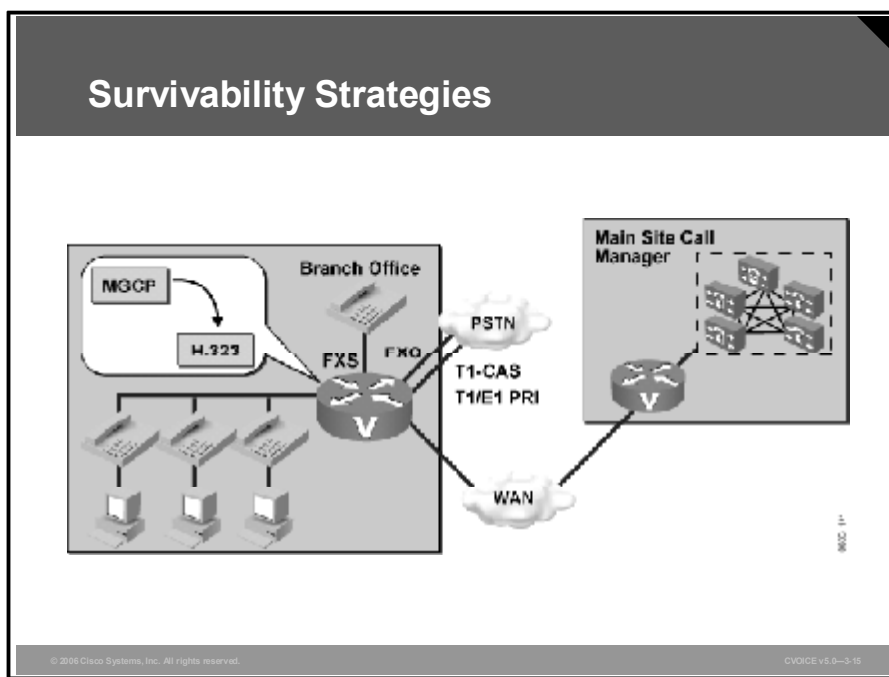 Survivability Strategies
Main Site Call
Manager
Branch Office
MGCP
PSTN
H.323
FXS
FXO
T1-CAS
T1/E1 PRI
V
V
WAN
© 2006 Cisco Systems, Inc. All rights reserved.
CVOICE v5.0—3-15